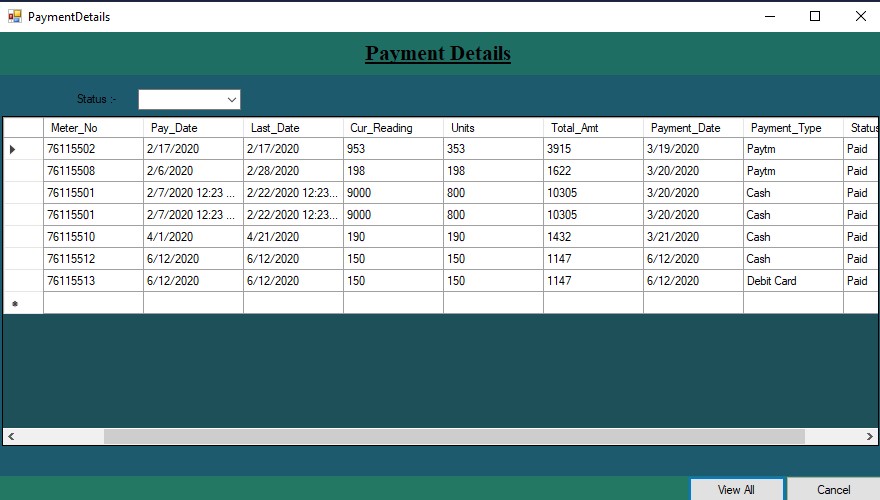 PaymentDetails
Payment Details
Status :-
Meter_No Pay_Date Last_Date Cur_Reading Units Total_Amt Payment_Date Payment_Type Status
76115502 2/17/2020 2/17/2020 953 353 3915 3/19/2020 Paytm Paid
76115508 2/6/2020 2/28/2020 198 198 1622 3/20/2020 Paytm Paid
76115501 2/7/2020 12:23 ... 2/22/2020 12:23... 9000 800 10305 3/20/2020 Cash Paid
76115501 2/7/2020 12:23 ... 2/22/2020 12:23... 9000 800 10305 3/20/2020 Cash Paid
76115510 4/1/2020 4/21/2020 190 190 1432 3/21/2020 Cash Paid
76115512 6/12/2020 6/12/2020 150 150 1147 6/12/2020 Cash Paid
76115513 6/12/2020 6/12/2020 150 150 1147 6/12/2020 Debit Card Paid
View All Cancel